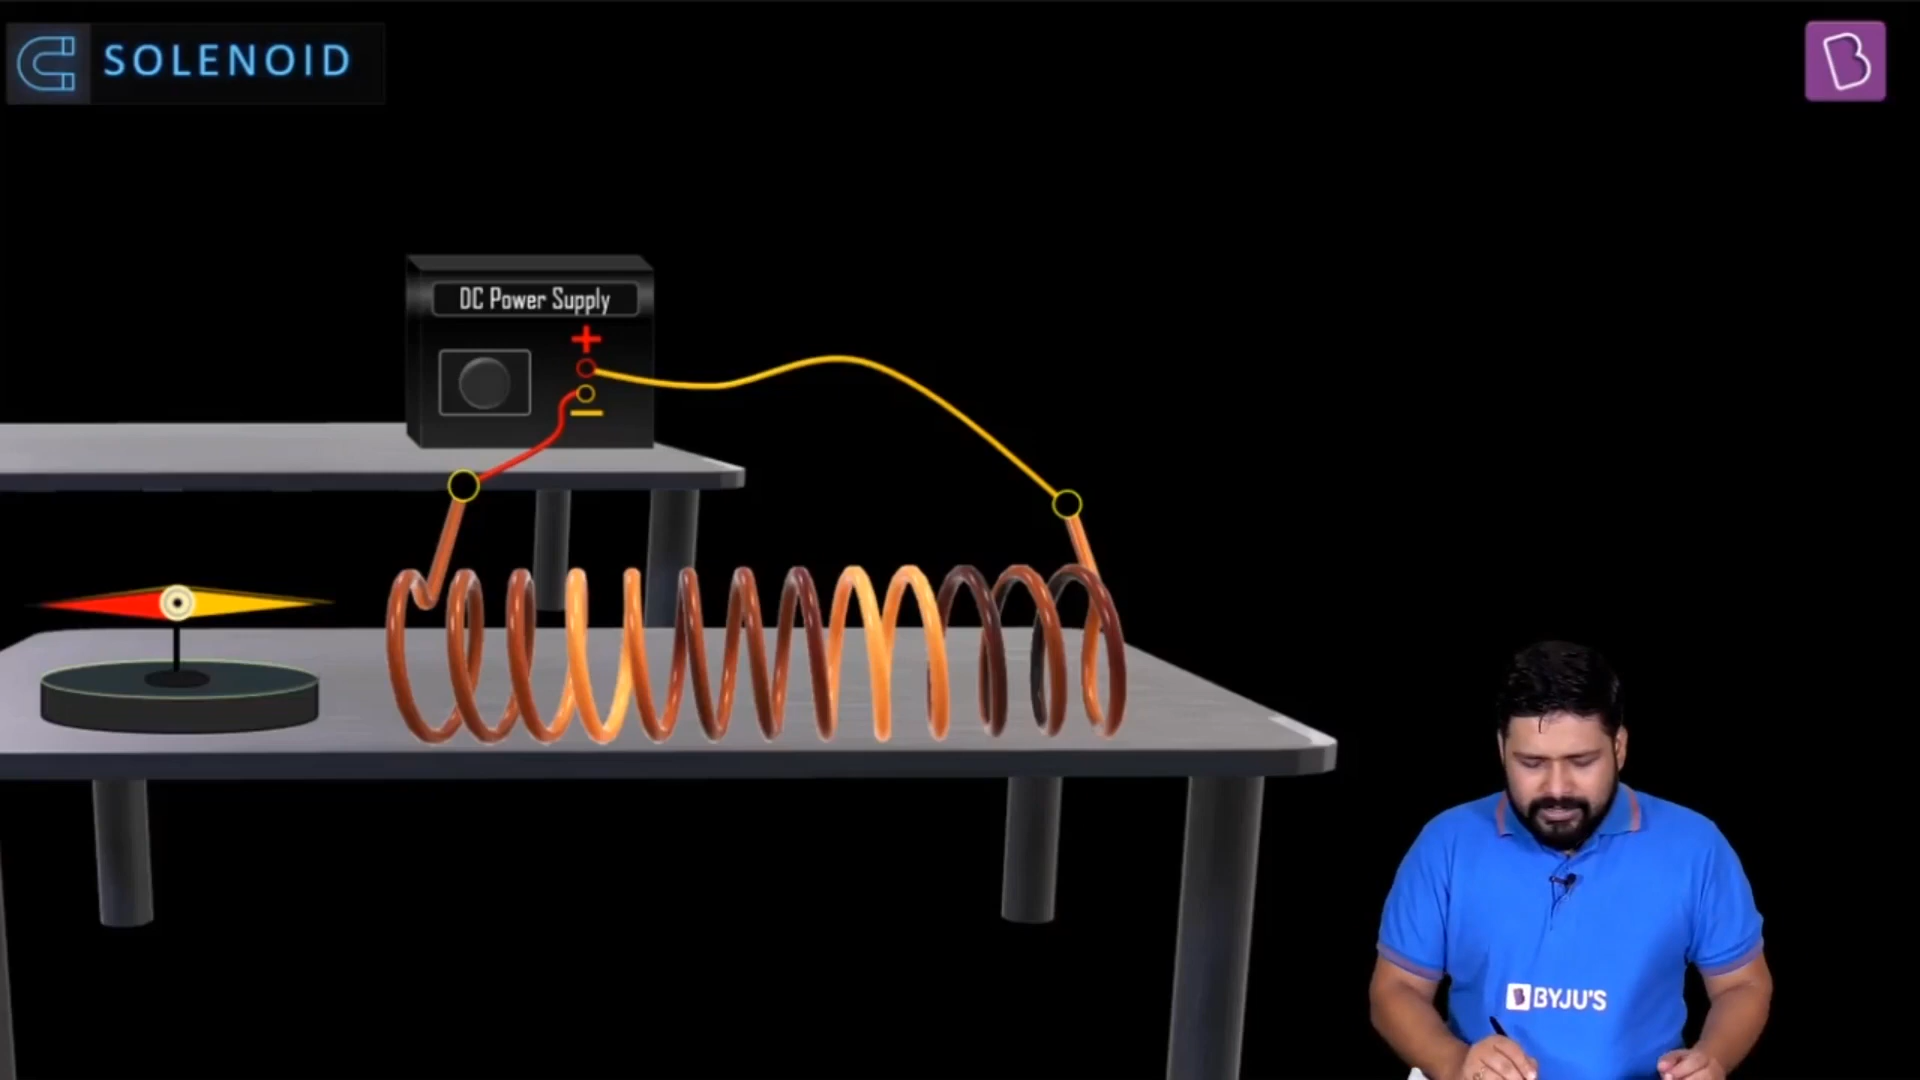 SOLENOID
B
DC Power Supply
+
−
BYJU'S